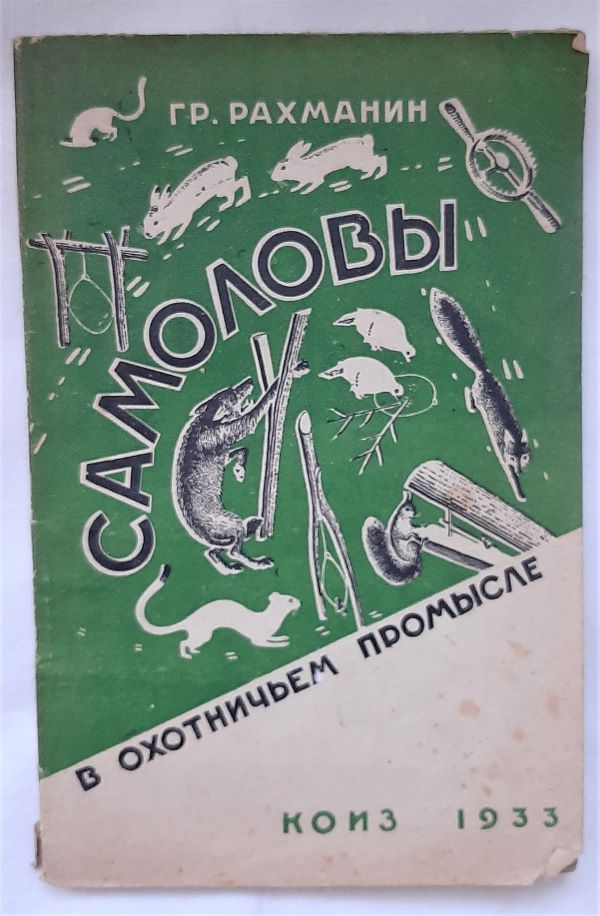 ГР. РАХМАНИН
САМОЛОВЫ
В ОХОТНИЧЬЕМ ПРОМЫСЛЕ
КОИЗ 1933